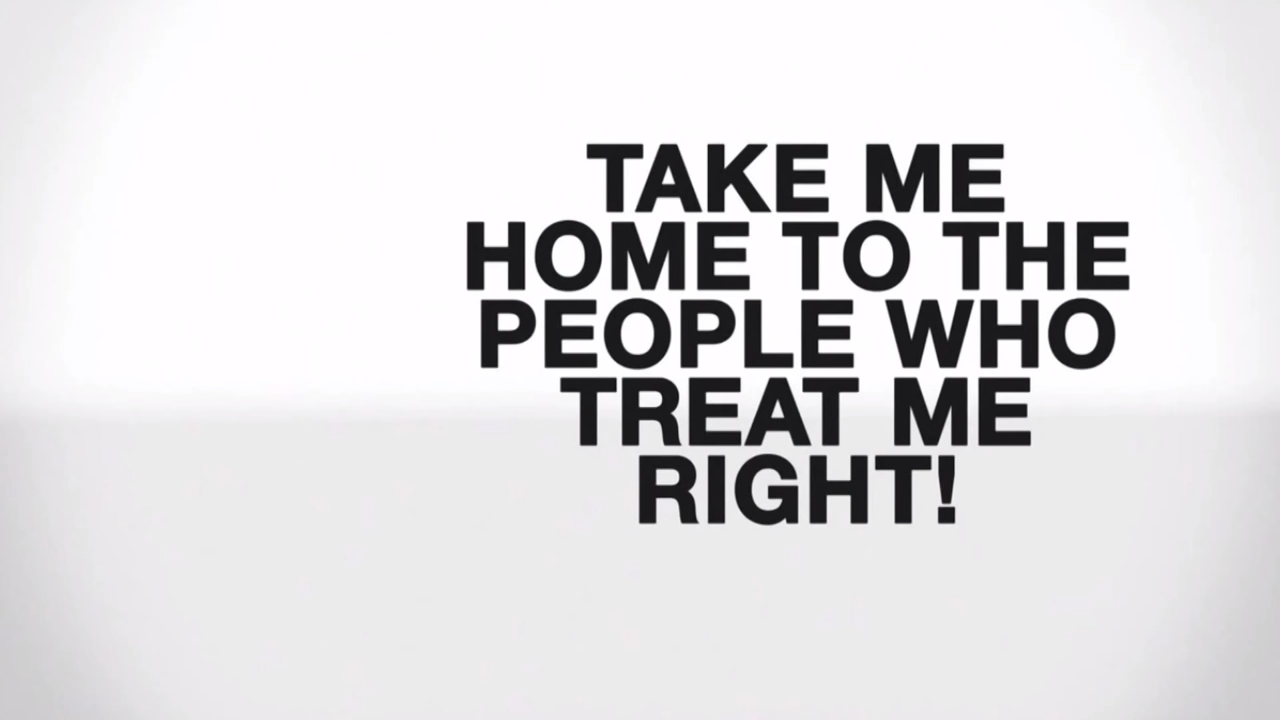 TAKE ME
HOME TO THE
PEOPLE WHO
TREAT ME
RIGHT!